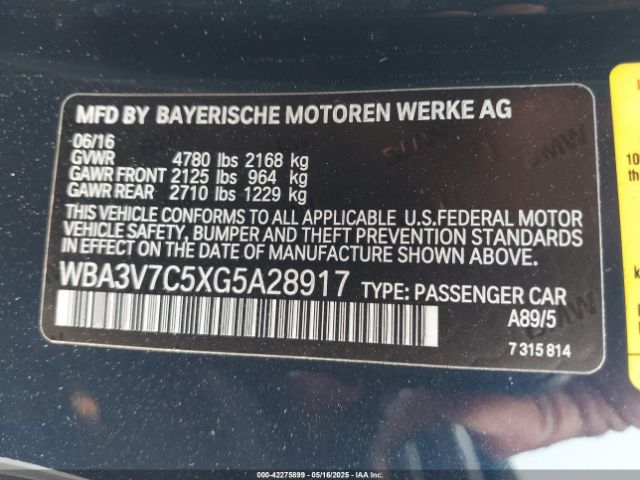 MFD BY BAYERISCHE MOTOREN WERKE AG
06/16
GVWR 4780 lbs 2168 kg
GAWR FRONT 2125 lbs 964 kg
GAWR REAR 2710 lbs 1229 kg
THIS VEHICLE CONFORMS TO ALL APPLICABLE U.S.FEDERAL MOTOR
VEHICLE SAFETY, BUMPER AND THEFT PREVENTION STANDARDS
IN EFFECT ON THE DATE OF MANUFACTURE SHOWN ABOVE.
WBA3V7C5XG5A28917 TYPE: PASSENGER CAR
A89/5
7 315 814
000-42275899 - 05/16/2025 - IAAI.COM